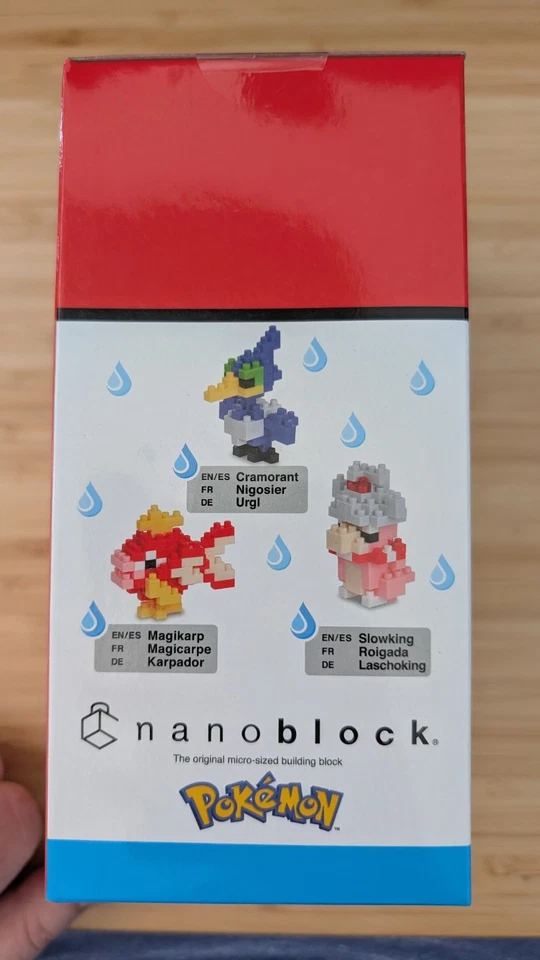 EN/ES Cramorant
FR Nigosier
DE Urgl
EN/ES Magikarp
FR Magicarpe
DE Karpador
EN/ES Slowking
FR Roigada
DE Laschoking
nanoblock®
The original micro-sized building block
POKéMON™